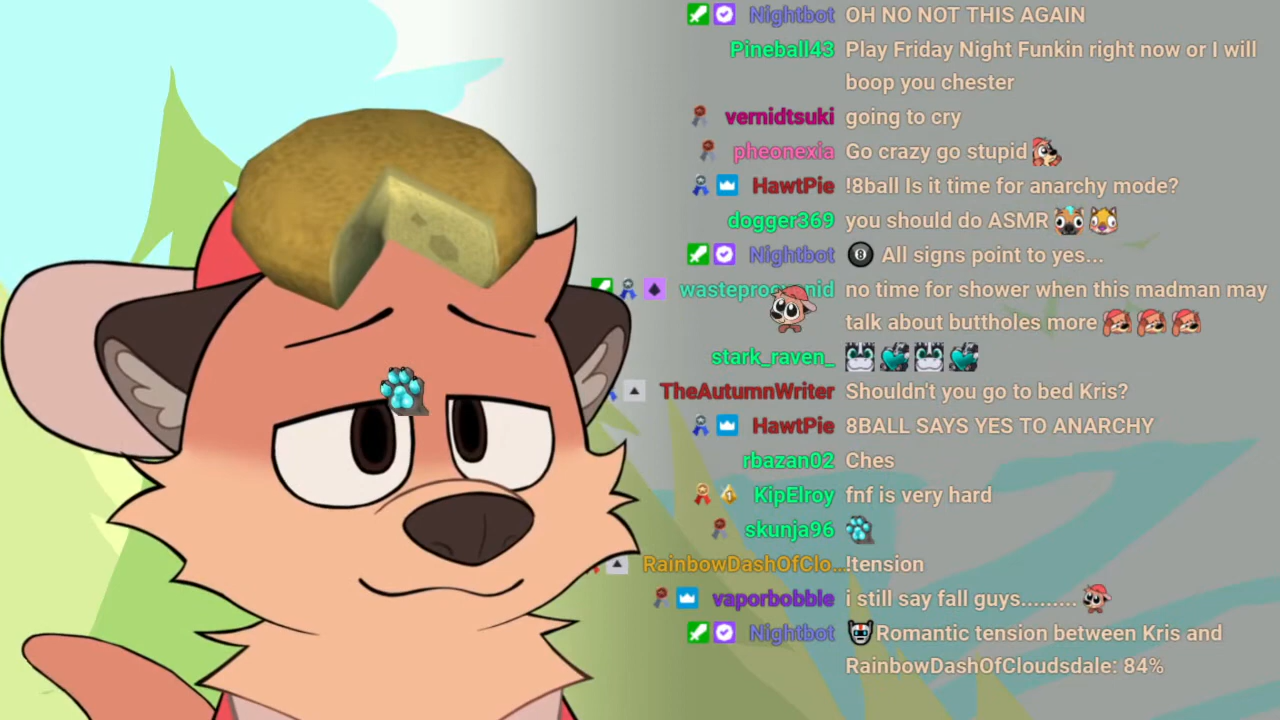 Nightbot OH NO NOT THIS AGAIN
Pineball43 Play Friday Night Funkin right now or I will
boop you chester
vernidtsuki going to cry
pheonexia Go crazy go stupid
HawtPie !8ball Is it time for anarchy mode?
dogger369 you should do ASMR
Nightbot 8 All signs point to yes...
no time for shower when this madman may
talk about buttholes more
stark_raven_
TheAutumnWriter Shouldn't you go to bed Kris?
HawtPie 8BALL SAYS YES TO ANARCHY
rbazan02 Ches
KipElroy fnf is very hard
skunja96
RainbowDashOfClo... !tension
vaporbobble i still say fall guys.........
Nightbot Romantic tension between Kris and
RainbowDashOfCloudsdale: 84%